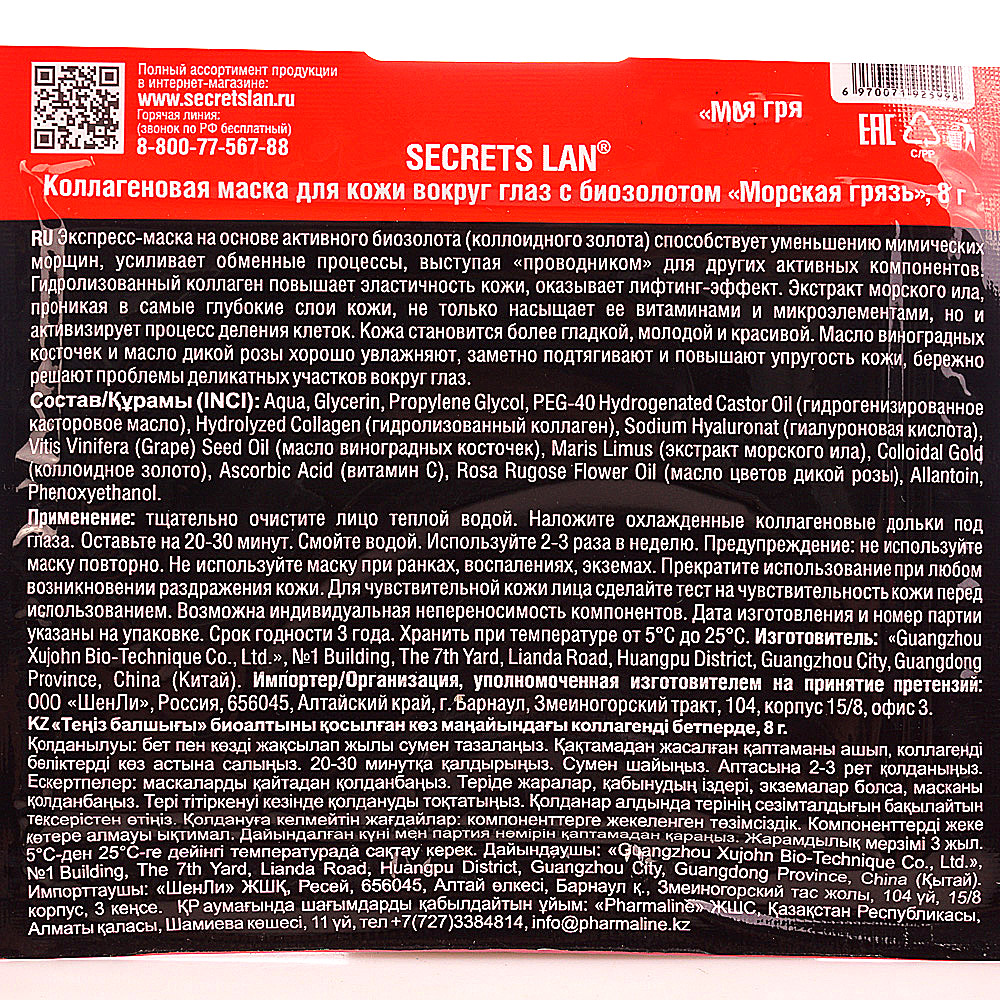 Полный ассортимент продукции
в интернет-магазине:
www.secretslan.ru
Горячая линия:
(звонок по РФ бесплатный)
8-800-77-567-88
6 970071 925998
«Моя гря
EAC
C/PP
SECRETS LAN®
Коллагеновая маска для кожи вокруг глаз с биозолотом «Морская грязь», 8 г
RU Экспресс-маска на основе активного биозолота (коллоидного золота) способствует уменьшению мимических
морщин, усиливает обменные процессы, выступая «проводником» для других активных компонентов.
Гидролизованный коллаген повышает эластичность кожи, оказывает лифтинг-эффект. Экстракт морского ила,
проникая в самые глубокие слои кожи, не только насыщает ее витаминами и микроэлементами, но и
активизирует процесс деления клеток. Кожа становится более гладкой, молодой и красивой. Масло виноградных
косточек и масло дикой розы хорошо увлажняют, заметно подтягивают и повышают упругость кожи, бережно
решают проблемы деликатных участков вокруг глаз.
Состав/Құрамы (INCI): Aqua, Glycerin, Propylene Glycol, PEG-40 Hydrogenated Castor Oil (гидрогенизированное
касторовое масло), Hydrolyzed Collagen (гидролизованный коллаген), Sodium Hyaluronat (гиалуроновая кислота),
Vitis Vinifera (Grape) Seed Oil (масло виноградных косточек), Maris Limus (экстракт морского ила), Colloidal Gold
(коллоидное золото), Ascorbic Acid (витамин С), Rosa Rugose Flower Oil (масло цветов дикой розы), Allantoin,
Phenoxyethanol.
Применение: тщательно очистите лицо теплой водой. Наложите охлажденные коллагеновые дольки под
глаза. Оставьте на 20-30 минут. Смойте водой. Используйте 2-3 раза в неделю. Предупреждение: не используйте
маску повторно. Не используйте маску при ранках, воспалениях, экземах. Прекратите использование при любом
возникновении раздражения кожи. Для чувствительной кожи лица сделайте тест на чувствительность кожи перед
использованием. Возможна индивидуальная непереносимость компонентов. Дата изготовления и номер партии
указаны на упаковке. Срок годности 3 года. Хранить при температуре от 5°С до 25°С. Изготовитель: «Guangzhou
Xujohn Bio-Technique Co., Ltd.», №1 Building, The 7th Yard, Lianda Road, Huangpu District, Guangzhou City, Guangdong
Province, China (Китай). Импортер/Организация, уполномоченная изготовителем на принятие претензий:
ООО «ШенЛи», Россия, 656045, Алтайский край, г. Барнаул, Змеиногорский тракт, 104, корпус 15/8, офис 3.
KZ «Теңіз балшығы» биоалтыны қосылған көз маңайындағы коллагенді бетперде, 8 г.
Қолданылуы: бет пен көзді жақсылап жылы сумен тазалаңыз. Қақтамадан жасалған қаптаманы ашып, коллагенді
бөліктерді көз астына салыңыз. 20-30 минутқа қалдырыңыз. Сумен шайыңыз. Аптасына 2-3 рет қолданыңыз.
Ескертпелер: маскаларды қайтадан қолданбаңыз. Теріде жаралар, қабынудың іздері, экземалар болса, масканы
қолданбаңыз. Тері тітіркенуі кезінде қолдануды тоқтатыңыз. Қолданар алдында терінің сезімталдығын бақылайтын
тексерістен өтіңіз. Қолдануға келмейтін жағдайлар: компоненттерге жекеленген төзімсіздік. Компоненттерді жеке
көтере алмауы ықтимал. Дайындалған күні мен партия нөмірін қаптамадан қараңыз. Жарамдылық мерзімі 3 жыл.
5°С-ден 25°С-ге дейінгі температурада сақтау керек. Дайындаушы: «Guangzhou Xujohn Bio-Technique Co., Ltd.»,
№1 Building, The 7th Yard, Lianda Road, Huangpu District, Guangzhou City, Guangdong Province, China (Қытай).
Импорттаушы: «ШенЛи» ЖШҚ, Ресей, 656045, Алтай өлкесі, Барнаул қ., Змеиногорский тас жолы, 104 үй, 15/8
корпус, 3 кеңсе. ҚР аумағында шағымдарды қабылдайтын ұйым: «Pharmaline» ЖШС, Қазақстан Республикасы,
Алматы қаласы, Шамиева көшесі, 11 үй, тел +7(727)3384814, info@pharmaline.kz